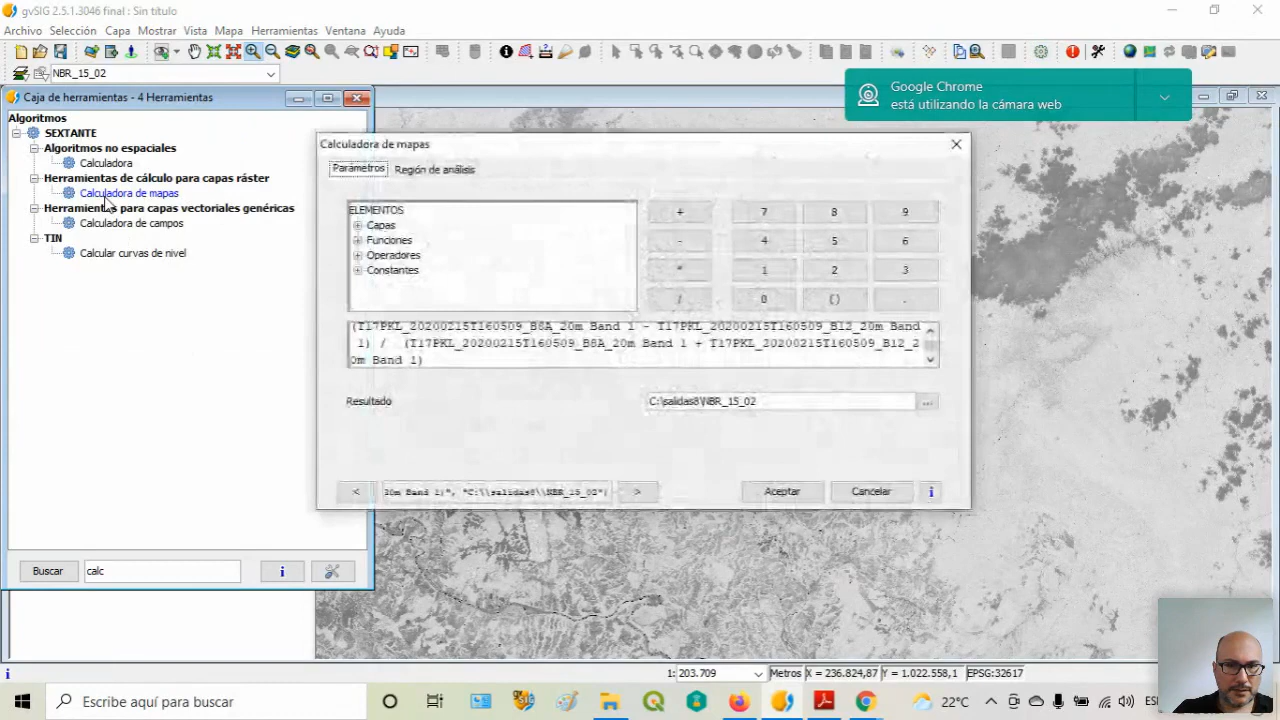 gvSIG 2.5.1.3046 final : Sin título
Archivo Selección Capa Mostrar Vista Mapa Herramientas Ventana Ayuda
NBR_15_02
Caja de herramientas - 4 Herramientas
Google Chrome
está utilizando la cámara web
Algoritmos
SEXTANTE
Algoritmos no espaciales
Calculadora
Herramientas de cálculo para capas ráster
Calculadora de mapas
Herramientas para capas vectoriales genéricas
Calculadora de campos
TIN
Calcular curvas de nivel
Calculadora de mapas
Parámetros Región de análisis
ELEMENTOS
Capas
Funciones
Operadores
Constantes
+ 7 8 9
- 4 5 6
* 1 2 3
/ 0 () .
(T17PKL_20200215T160509_B8A_20m Band 1 - T17PKL_20200215T160509_B12_20m Band
1) / (T17PKL_20200215T160509_B8A_20m Band 1 + T17PKL_20200215T160509_B12_2
0m Band 1)
Resultado C:\salidas8\NBR_15_02 ...
< 20m Band 1)", "C:\\salidas8\\NBR_15_02") > Aceptar Cancelar i
Buscar calc i
1: 203.709 Metros X = 236.824,87 Y = 1.022.558,1 EPSG:32617
Escribe aquí para buscar 22°C